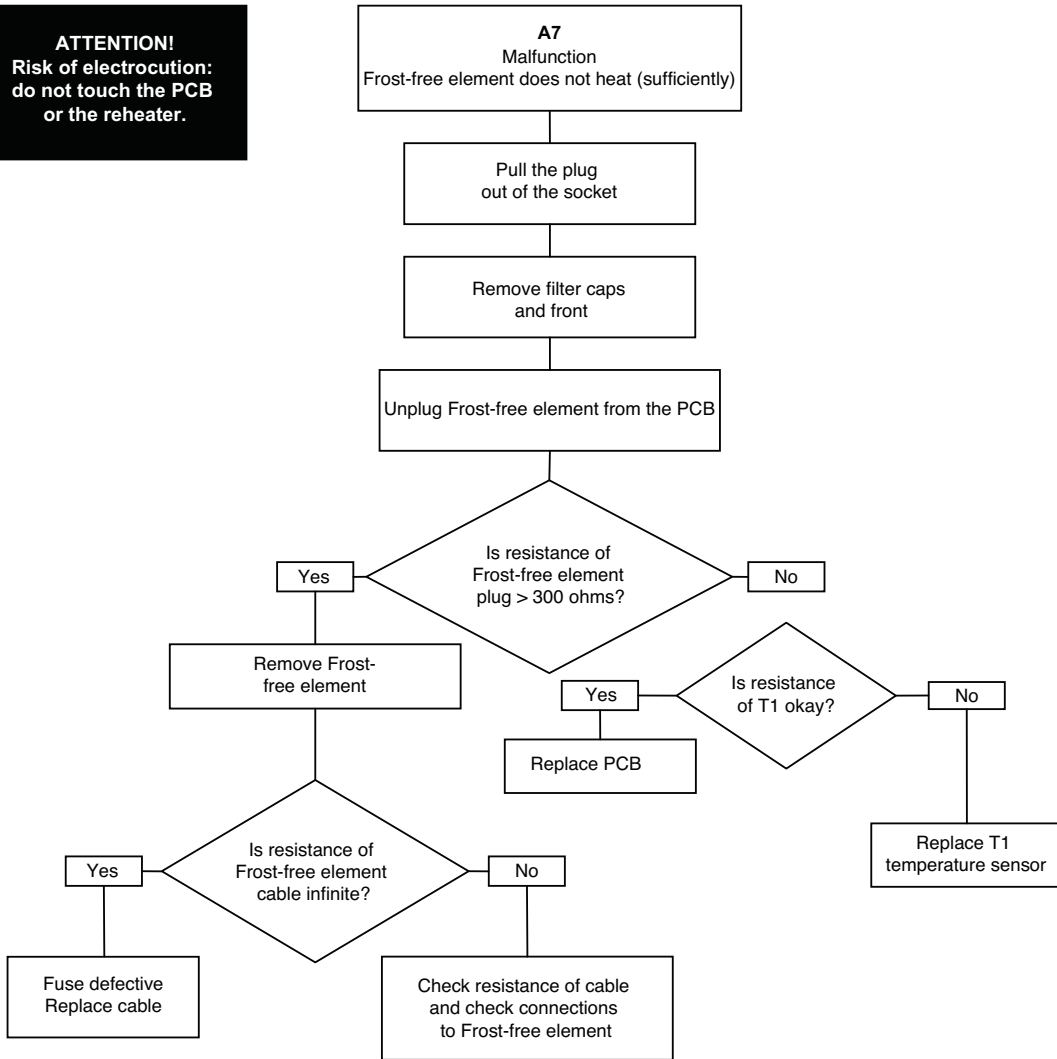 ATTENTION!
Risk of electrocution:
do not touch the PCB
or the reheater.
A7
Malfunction
Frost-free element does not heat (sufficiently)
Pull the plug
out of the socket
Remove filter caps
and front
Unplug Frost-free element from the PCB
Is resistance of
Frost-free element
plug > 300 ohms?
Yes
No
Remove Frost-
free element
Is resistance
of T1 okay?
Yes
No
Replace PCB
Replace T1
temperature sensor
Is resistance of
Frost-free element
cable infinite?
Yes
No
Fuse defective
Replace cable
Check resistance of cable
and check connections
to Frost-free element